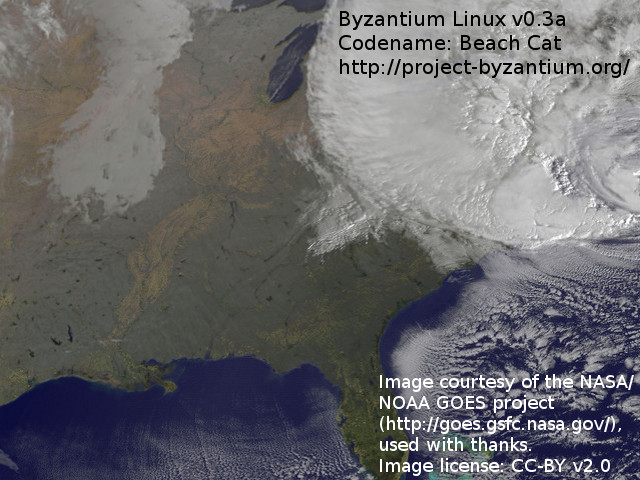 Byzantium Linux v0.3a
Codename: Beach Cat
http://project-byzantium.org/
Image courtesy of the NASA/
NOAA GOES project
(http://goes.gsfc.nasa.gov/),
used with thanks.
Image license: CC-BY v2.0